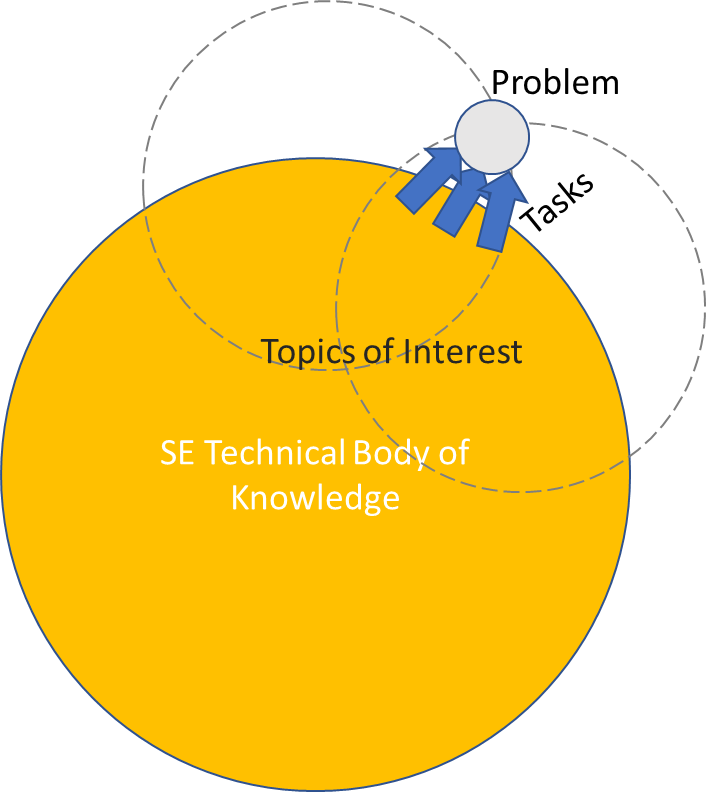 Problem
Tasks
Topics of Interest
SE Technical Body of
Knowledge